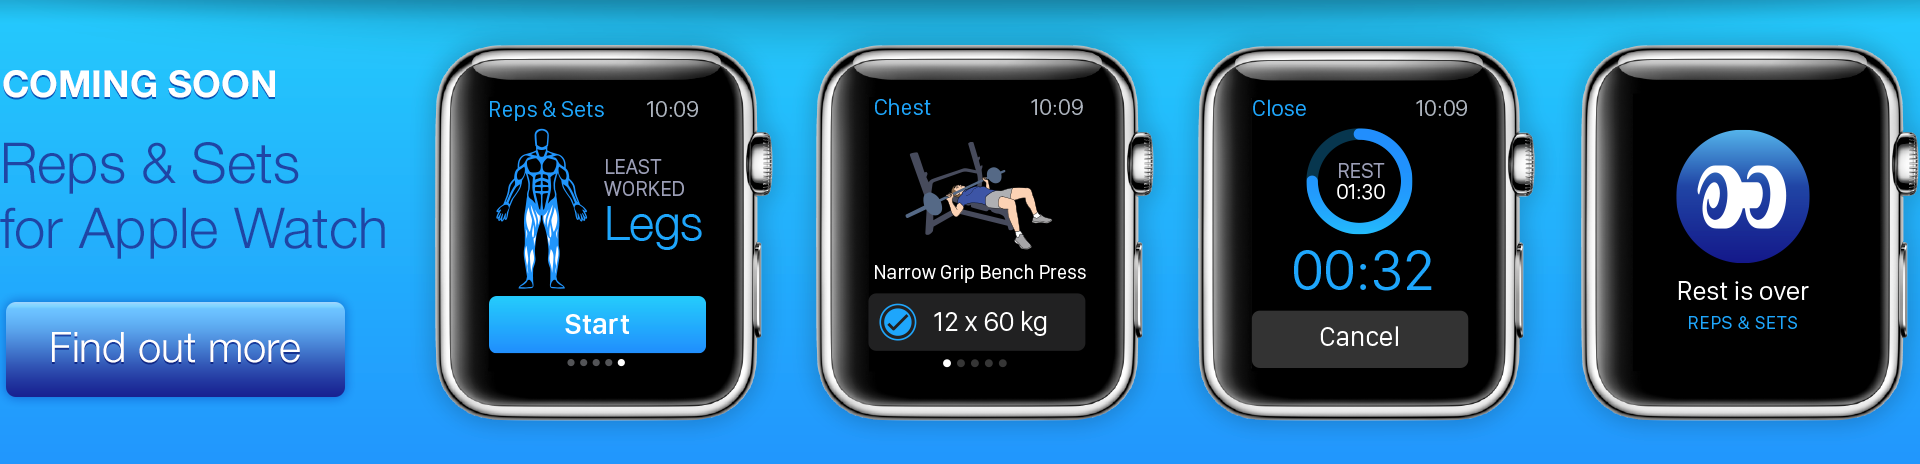 COMING SOON
Reps & Sets
for Apple Watch
Find out more
Reps & Sets 10:09
LEAST
WORKED
Legs
Start
Chest 10:09
Narrow Grip Bench Press
12 x 60 kg
Close 10:09
REST
01:30
00:32
Cancel
Rest is over
REPS & SETS